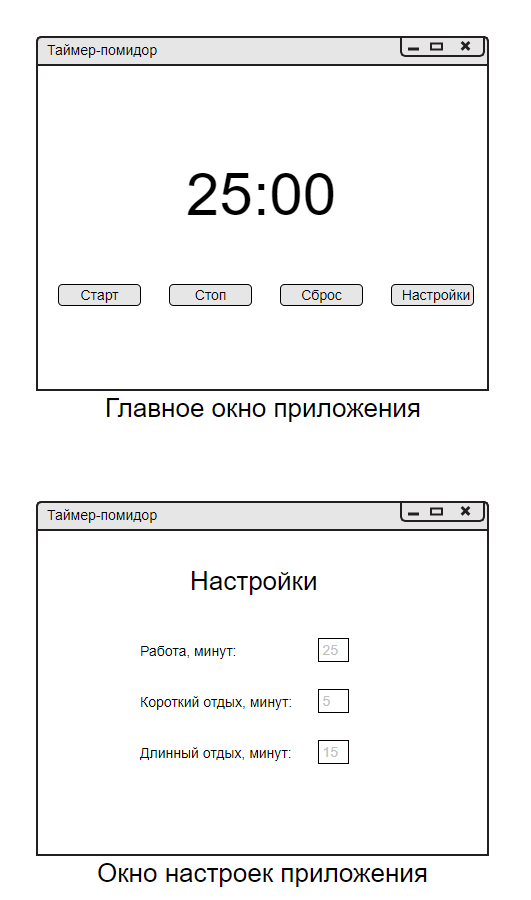 Таймер-помидор
25:00
Старт Стоп Сброс Настройки
Главное окно приложения
Таймер-помидор
Настройки
Работа, минут: 25
Короткий отдых, минут: 5
Длинный отдых, минут: 15
Окно настроек приложения